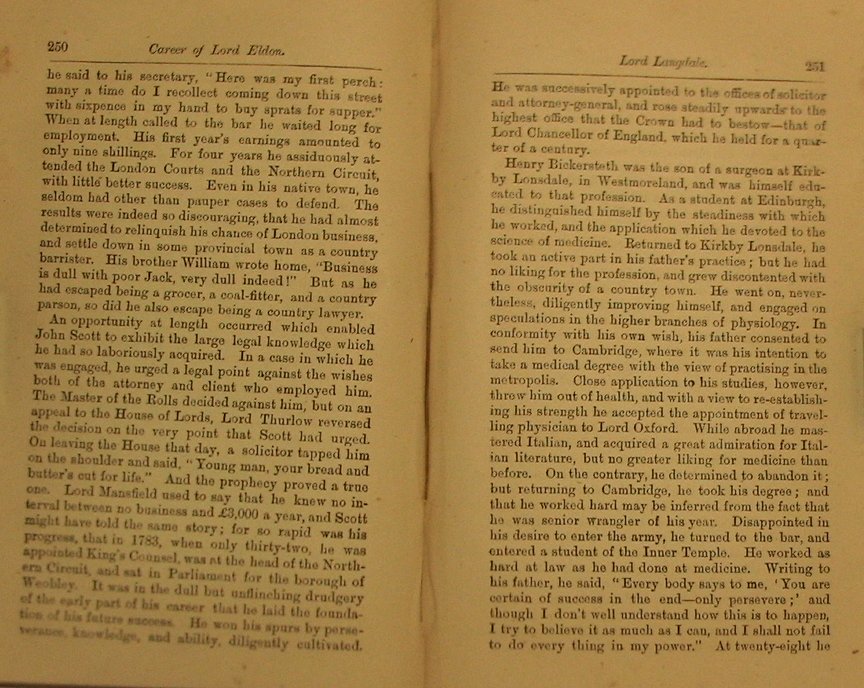 250
Career of Lord Eldon.
he said to his secretary, "Here was my first perch:
many a time do I recollect coming down this street
with sixpence in my hand to buy sprats for supper."
When at length called to the bar he waited long for
employment. His first year's earnings amounted to
only nine shillings. For four years he assiduously at-
tended the London Courts and the Northern Circuit,
with little better success. Even in his native town, he
seldom had other than pauper cases to defend. The
results were indeed so discouraging, that he had almost
determined to relinquish his chance of London business,
and settle down in some provincial town as a country
barrister. His brother William wrote home, "Business
is dull with poor Jack, very dull indeed!" But as he
had escaped being a grocer, a coal-fitter, and a country
parson, so did he also escape being a country lawyer.
An opportunity at length occurred which enabled
John Scott to exhibit the large legal knowledge which
he had so laboriously acquired. In a case in which he
was engaged, he urged a legal point against the wishes
both of the attorney and client who employed him.
The Master of the Rolls decided against him, but on an
appeal to the House of Lords, Lord Thurlow reversed
the decision on the very point that Scott had urged.
On leaving the House that day, a solicitor tapped him
on the shoulder and said, "Young man, your bread and
butter's cut for life." And the prophecy proved a true
one. Lord Mansfield used to say that he knew no in-
terval between no business and £3,000 a year, and Scott
might have told the same story; for so rapid was his
progress, that in 1783, when only thirty-two, he was
appointed King's Counsel, was at the head of the North-
ern Circuit, and sat in Parliament for the borough of
Weobley. It was in the dull but unflinching drudgery
of the early part of his career that he laid the founda-
tion of his future success. He won his spurs by perse-
verance, knowledge, and ability, diligently cultivated.
Lord Langdale.
251
He was successively appointed to the offices of solicitor
and attorney-general, and rose steadily upwards to the
highest office that the Crown had to bestow—that of
Lord Chancellor of England, which he held for a quar-
ter of a century.
Henry Bickersteth was the son of a surgeon at Kirk-
by Lonsdale, in Westmoreland, and was himself edu-
cated to that profession. As a student at Edinburgh,
he distinguished himself by the steadiness with which
he worked, and the application which he devoted to the
science of medicine. Returned to Kirkby Lonsdale, he
took an active part in his father's practice; but he had
no liking for the profession, and grew discontented with
the obscurity of a country town. He went on, never-
theless, diligently improving himself, and engaged on
speculations in the higher branches of physiology. In
conformity with his own wish, his father consented to
send him to Cambridge, where it was his intention to
take a medical degree with the view of practising in the
metropolis. Close application to his studies, however,
threw him out of health, and with a view to re-establish-
ing his strength he accepted the appointment of travel-
ling physician to Lord Oxford. While abroad he mas-
tered Italian, and acquired a great admiration for Ital-
ian literature, but no greater liking for medicine than
before. On the contrary, he determined to abandon it;
but returning to Cambridge, he took his degree; and
that he worked hard may be inferred from the fact that
he was senior wrangler of his year. Disappointed in
his desire to enter the army, he turned to the bar, and
entered a student of the Inner Temple. He worked as
hard at law as he had done at medicine. Writing to
his father, he said, "Every body says to me, 'You are
certain of success in the end—only persevere;' and
though I don't well understand how this is to happen,
I try to believe it as much as I can, and I shall not fail
to do every thing in my power." At twenty-eight he